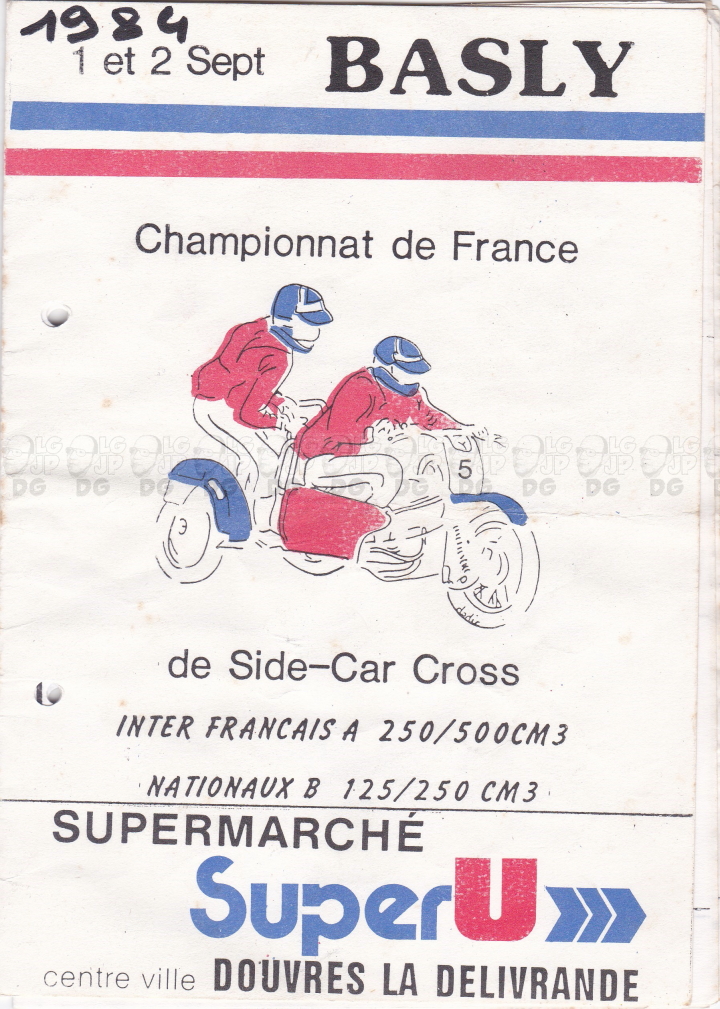 1984
1 et 2 Sept BASLY
Championnat de France
5
de Side-Car Cross
INTER FRANCAIS A 250/500CM3
NATIONAUX B 125/250 CM3
SUPERMARCHÉ
Super U
centre ville DOUVRES LA DELIVRANDE